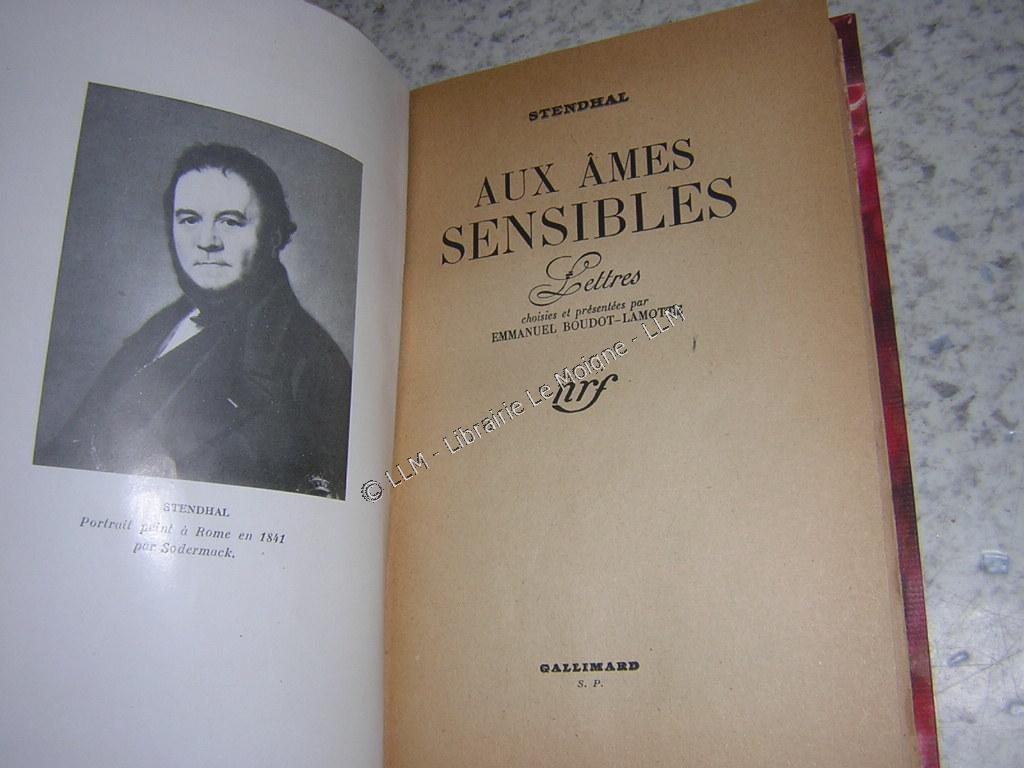 STENDHAL
Portrait peint à Rome en 1841
par Sodermack.
STENDHAL
AUX ÂMES
SENSIBLES
Lettres
choisies et présentées par
EMMANUEL BOUDOT-LAMOTTE
nrf
GALLIMARD
S. P.
© LLM - Librairie Le Moigne - LLM